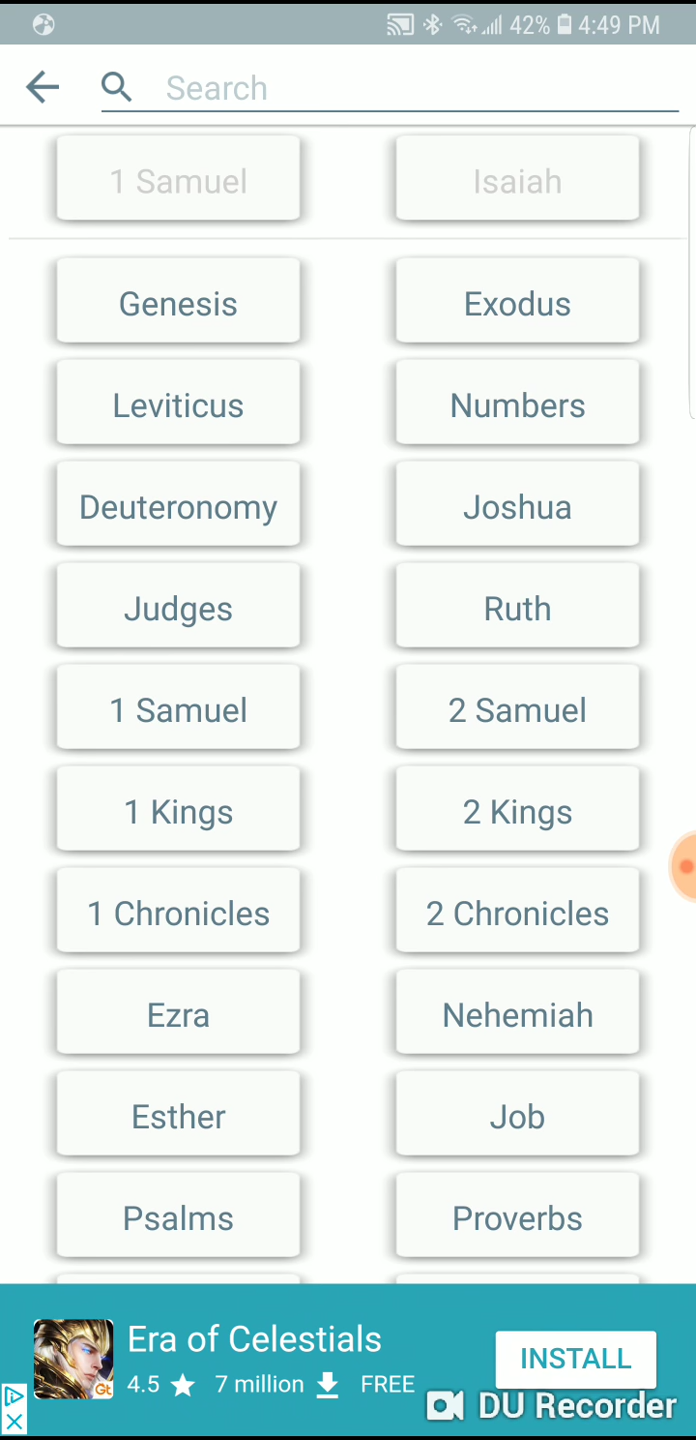 42% 4:49 PM
Search
1 Samuel Isaiah
Genesis Exodus
Leviticus Numbers
Deuteronomy Joshua
Judges Ruth
1 Samuel 2 Samuel
1 Kings 2 Kings
1 Chronicles 2 Chronicles
Ezra Nehemiah
Esther Job
Psalms Proverbs
Era of Celestials
INSTALL
4.5 7 million FREE
Gt
DU Recorder